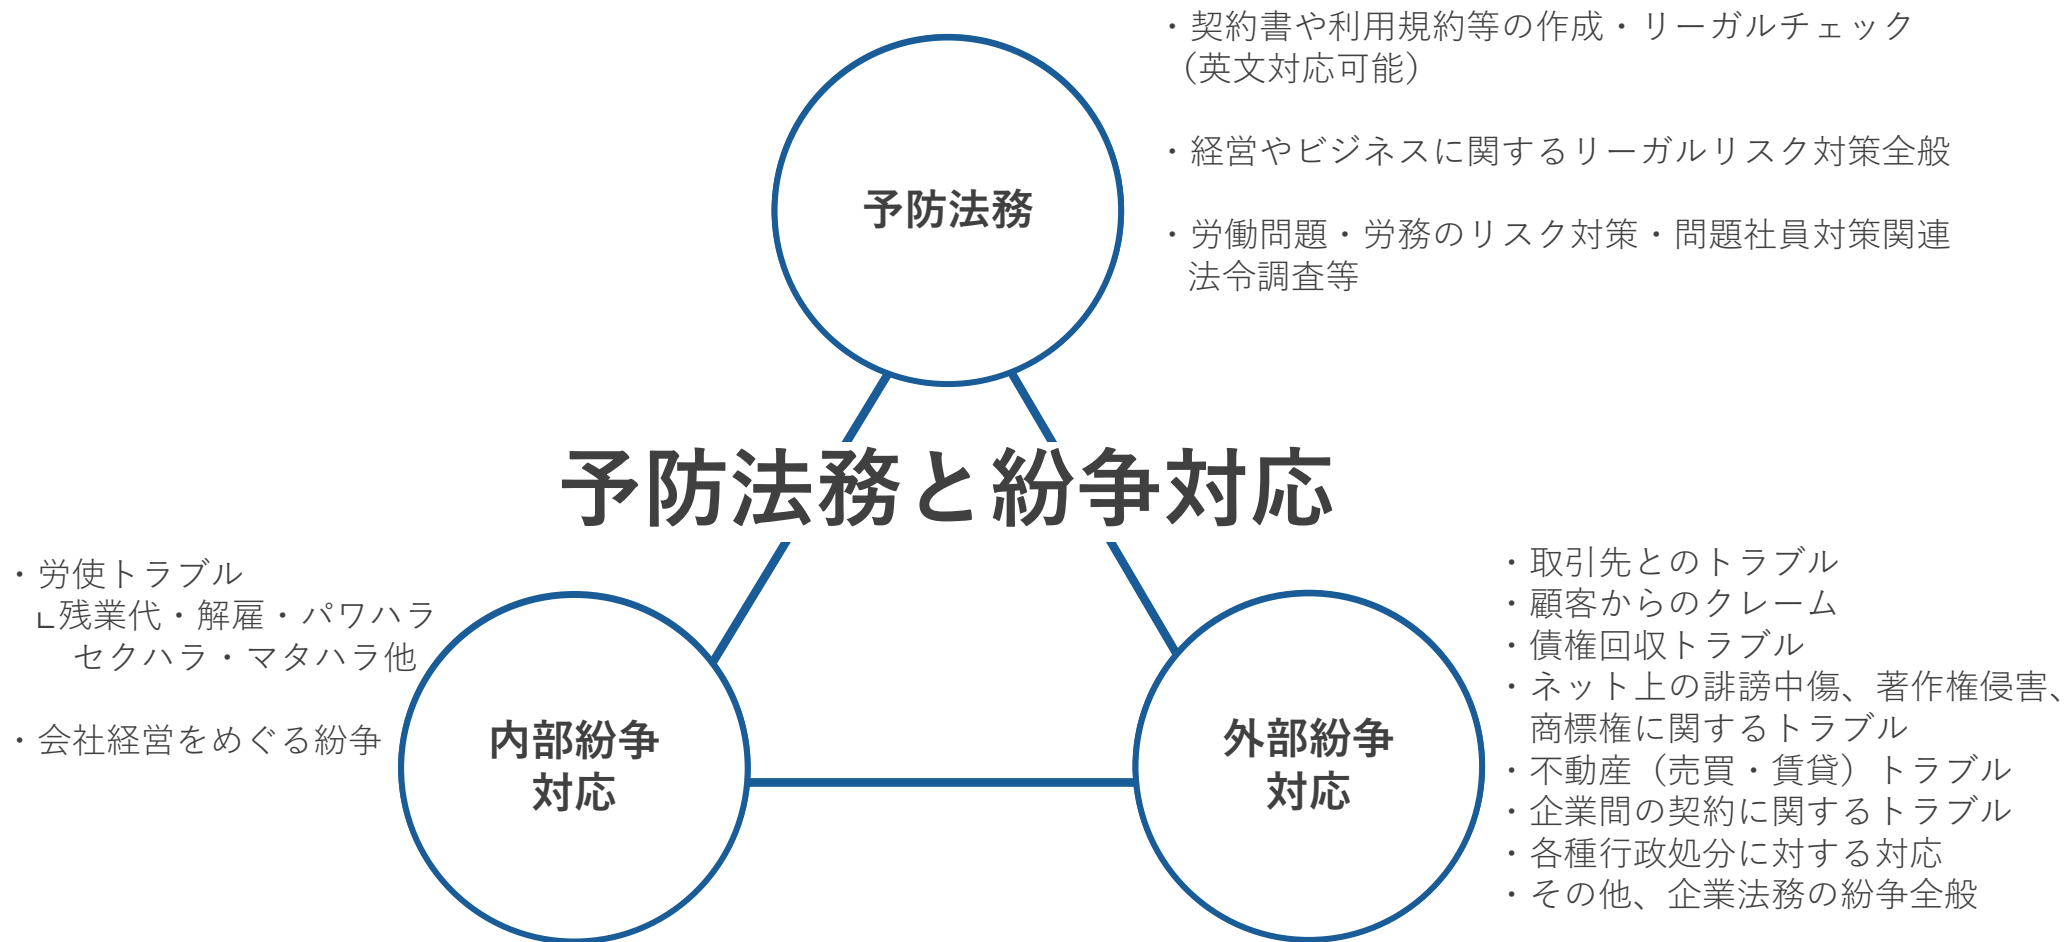 ・契約書や利用規約等の作成・リーガルチェック
（英文対応可能）
・経営やビジネスに関するリーガルリスク対策全般
・労働問題・労務のリスク対策・問題社員対策関連
法令調査等
予防法務
予防法務と紛争対応
・労使トラブル
∟残業代・解雇・パワハラ
セクハラ・マタハラ他
・会社経営をめぐる紛争
内部紛争
対応
外部紛争
対応
・取引先とのトラブル
・顧客からのクレーム
・債権回収トラブル
・ネット上の誹謗中傷、著作権侵害、
商標権に関するトラブル
・不動産（売買・賃貸）トラブル
・企業間の契約に関するトラブル
・各種行政処分に対する対応
・その他、企業法務の紛争全般